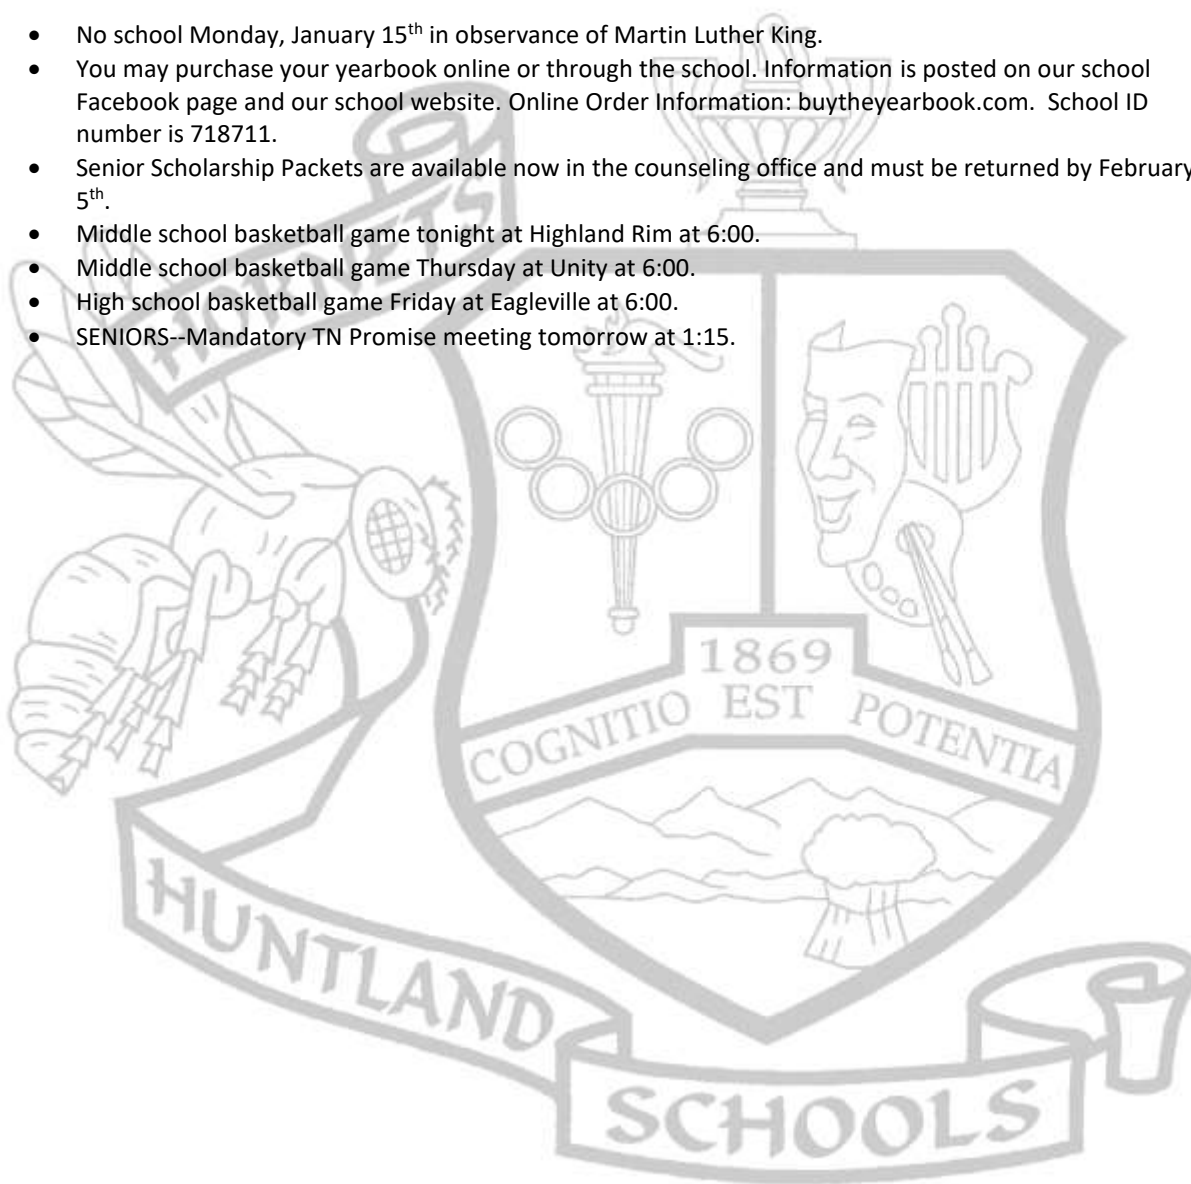 • No school Monday, January 15th in observance of Martin Luther King.
• You may purchase your yearbook online or through the school. Information is posted on our school
Facebook page and our school website. Online Order Information: buytheyearbook.com.  School ID
number is 718711.
• Senior Scholarship Packets are available now in the counseling office and must be returned by February
5th.
• Middle school basketball game tonight at Highland Rim at 6:00.
• Middle school basketball game Thursday at Unity at 6:00.
• High school basketball game Friday at Eagleville at 6:00.
• SENIORS--Mandatory TN Promise meeting tomorrow at 1:15.
HORNETS
1869
COGNITIO EST POTENTIA
HUNTLAND
SCHOOLS